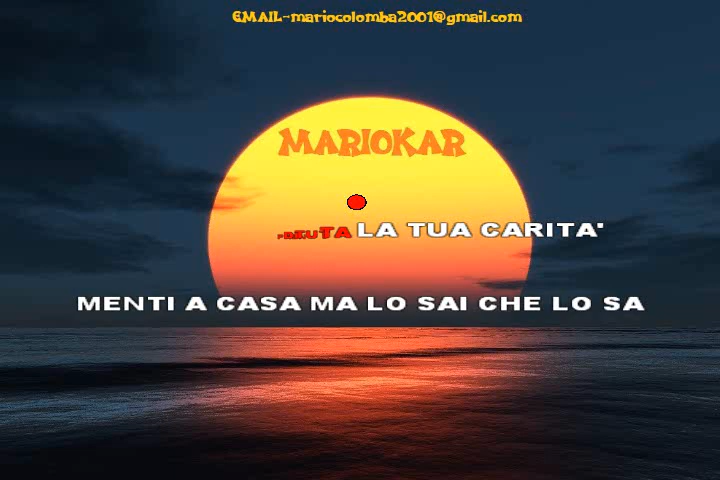 EMAIL-mariocolomba2001@gmail.com
MARIOKAR
LA TUA CARITA'
MENTI A CASA MA LO SAI CHE LO SA